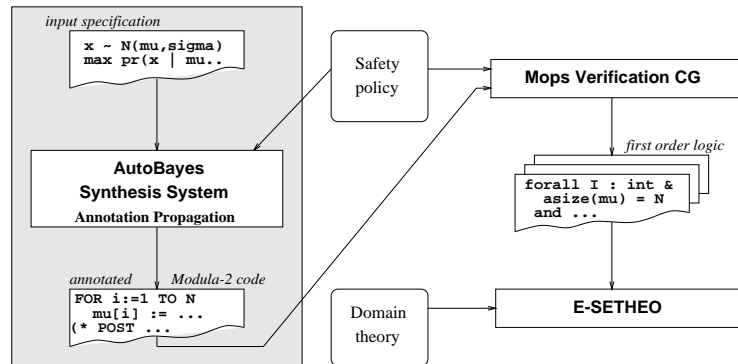 input specification
x ~ N(mu,sigma)
max pr(x | mu..
AutoBayes
Synthesis System
Annotation Propagation
annotated Modula-2 code
FOR i:=1 TO N
mu[i] := ...
(* POST ...
Safety
policy
Mops Verification CG
first order logic
forall I : int &
asize(mu) = N
and ...
Domain
theory
E-SETHEO